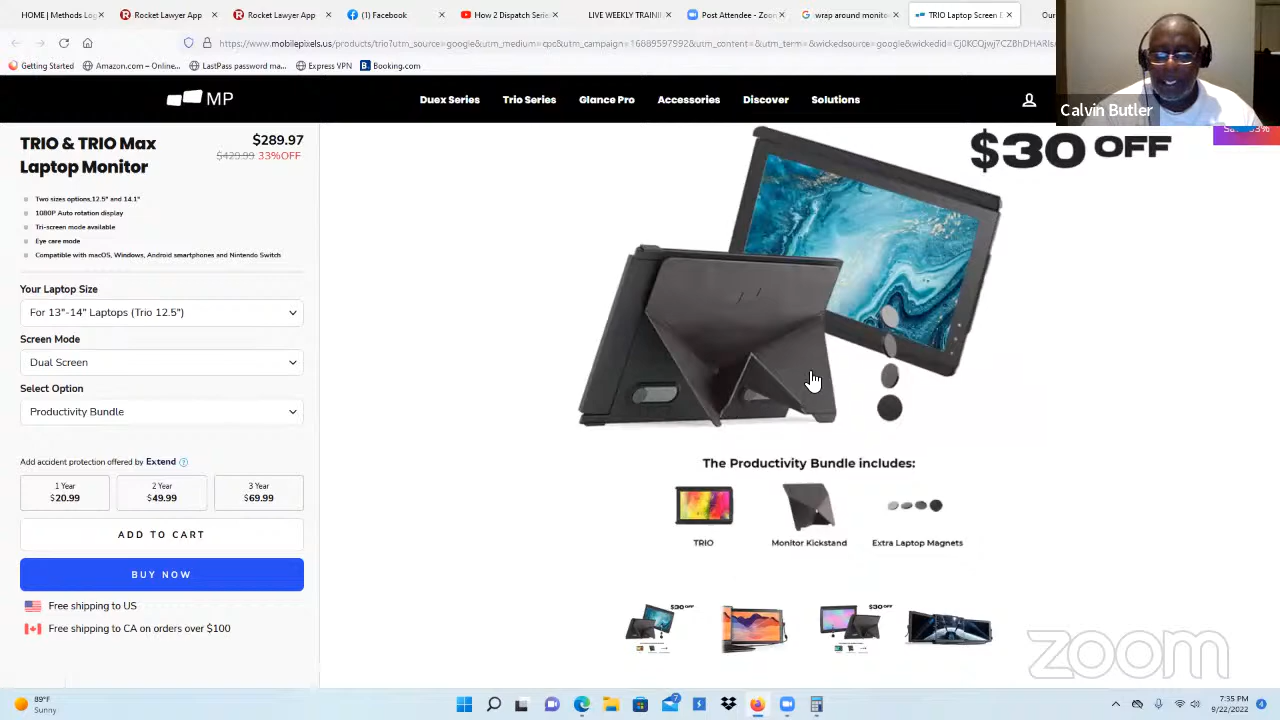 HOME | Log Me
Rocket Lawyer App
Rocket Lawyer App
(1) Facebook
How 2 Dispatch Serv
LIVE WEEKLY TRAINI
Post Attendee - Zoo
wrap around monito
TRIO Laptop Screen E
Our
https://www.mobilepixels.us/products/trio?utm_source=google&utm_medium=cpc&utm_campaign=16889597992&utm_content=&utm_term=&wickedsource=google&wickedid=
Getting Started
Amazon.com – Online...
LastPass password ma...
Express VPN
Booking.com
MP
Duex Series
Trio Series
Glance Pro
Accessories
Discover
Solutions
Calvin Butler
TRIO & TRIO Max
Laptop Monitor
$289.97
$429.99 33%OFF
Two sizes options,12.5" and 14.1"
1080P Auto rotation display
Tri-screen mode available
Eye care mode
Compatible with macOS, Windows, Android smartphones and Nintendo Switch
Your Laptop Size
For 13"-14" Laptops (Trio 12.5")
Screen Mode
Dual Screen
Select Option
Productivity Bundle
Add accident protection offered by Extend
1 Year
$20.99
2 Year
$49.99
3 Year
$69.99
ADD TO CART
BUY NOW
Free shipping to US
Free shipping to CA on orders over $100
$30 OFF
The Productivity Bundle includes:
TRIO
Monitor Kickstand
Extra Laptop Magnets
$30 OFF
$30 OFF
zoom
89°F
Sunny
7
7:35 PM
9/22/2022
4